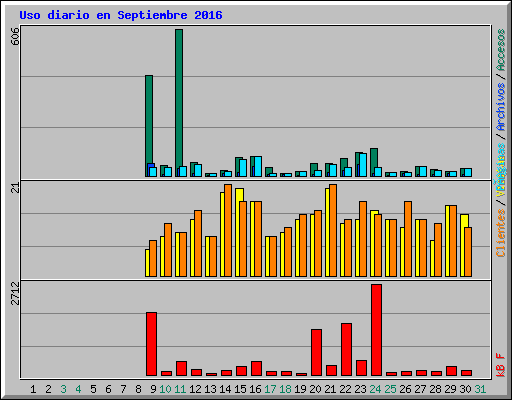 Uso diario en Septiembre 2016
606
21
2712
Accesos
/ Archivos /
Clientes /
kB F
1 2 3 4 5 6 7 8 9 10 11 12 13 14 15 16 17 18 19 20 21 22 23 24 25 26 27 28 29 30 31